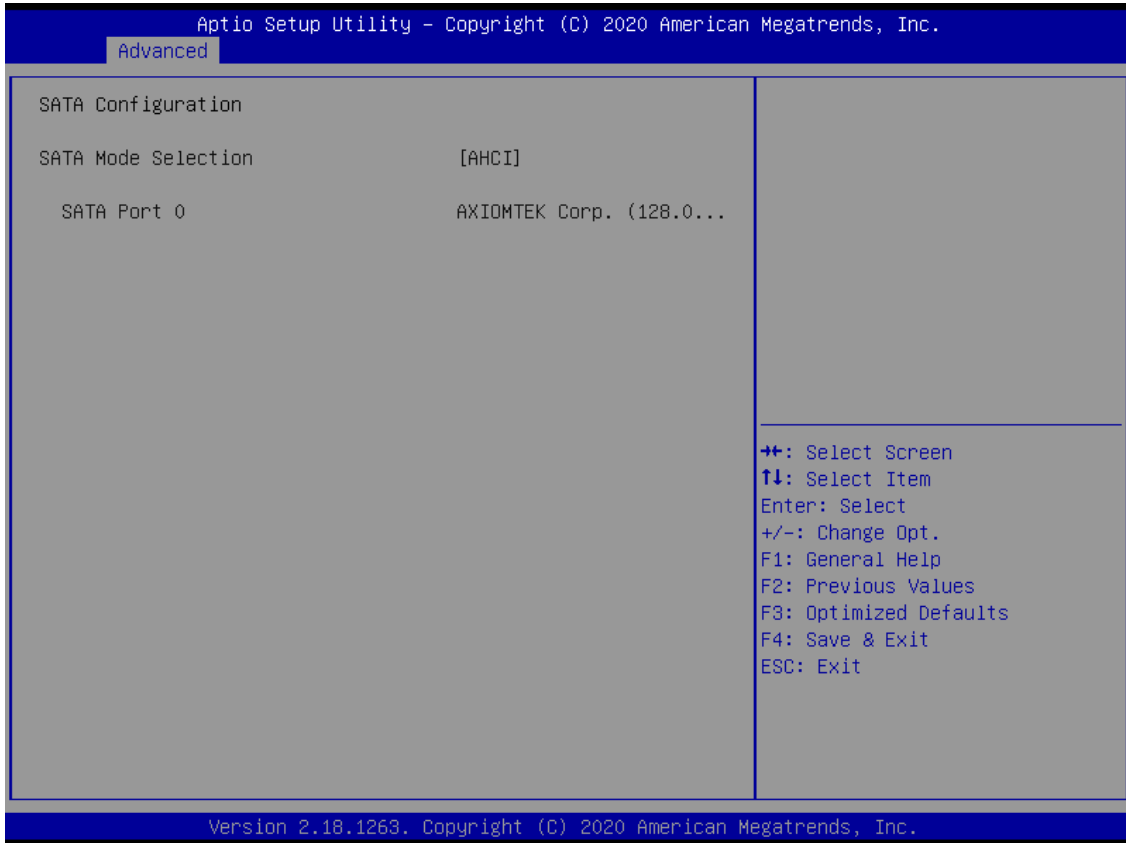 Aptio Setup Utility – Copyright (C) 2020 American Megatrends, Inc.
Advanced
SATA Configuration
SATA Mode Selection [AHCI]
SATA Port 0 AXIOMTEK Corp. (128.0...
→←: Select Screen
↑↓: Select Item
Enter: Select
+/-: Change Opt.
F1: General Help
F2: Previous Values
F3: Optimized Defaults
F4: Save & Exit
ESC: Exit
Version 2.18.1263. Copyright (C) 2020 American Megatrends, Inc.